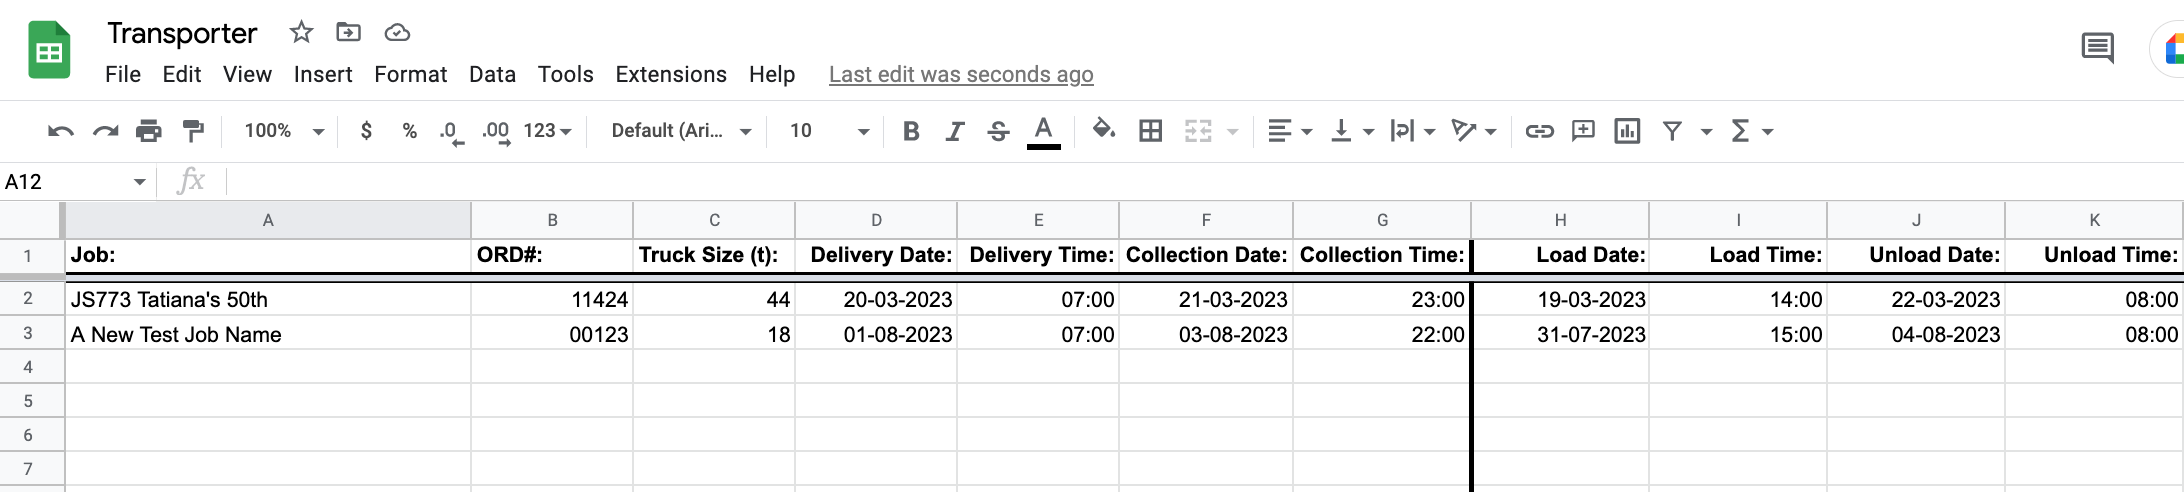 Transporter
File Edit View Insert Format Data Tools Extensions Help Last edit was seconds ago
100% $ % .0 .00 123 Default (Ari... 10 B I S A Σ
A12 fx
A B C D E F G H I J K
1 Job: ORD#: Truck Size (t): Delivery Date: Delivery Time: Collection Date: Collection Time: Load Date: Load Time: Unload Date: Unload Time:
2 JS773 Tatiana's 50th 11424 44 20-03-2023 07:00 21-03-2023 23:00 19-03-2023 14:00 22-03-2023 08:00
3 A New Test Job Name 00123 18 01-08-2023 07:00 03-08-2023 22:00 31-07-2023 15:00 04-08-2023 08:00
4
5
6
7